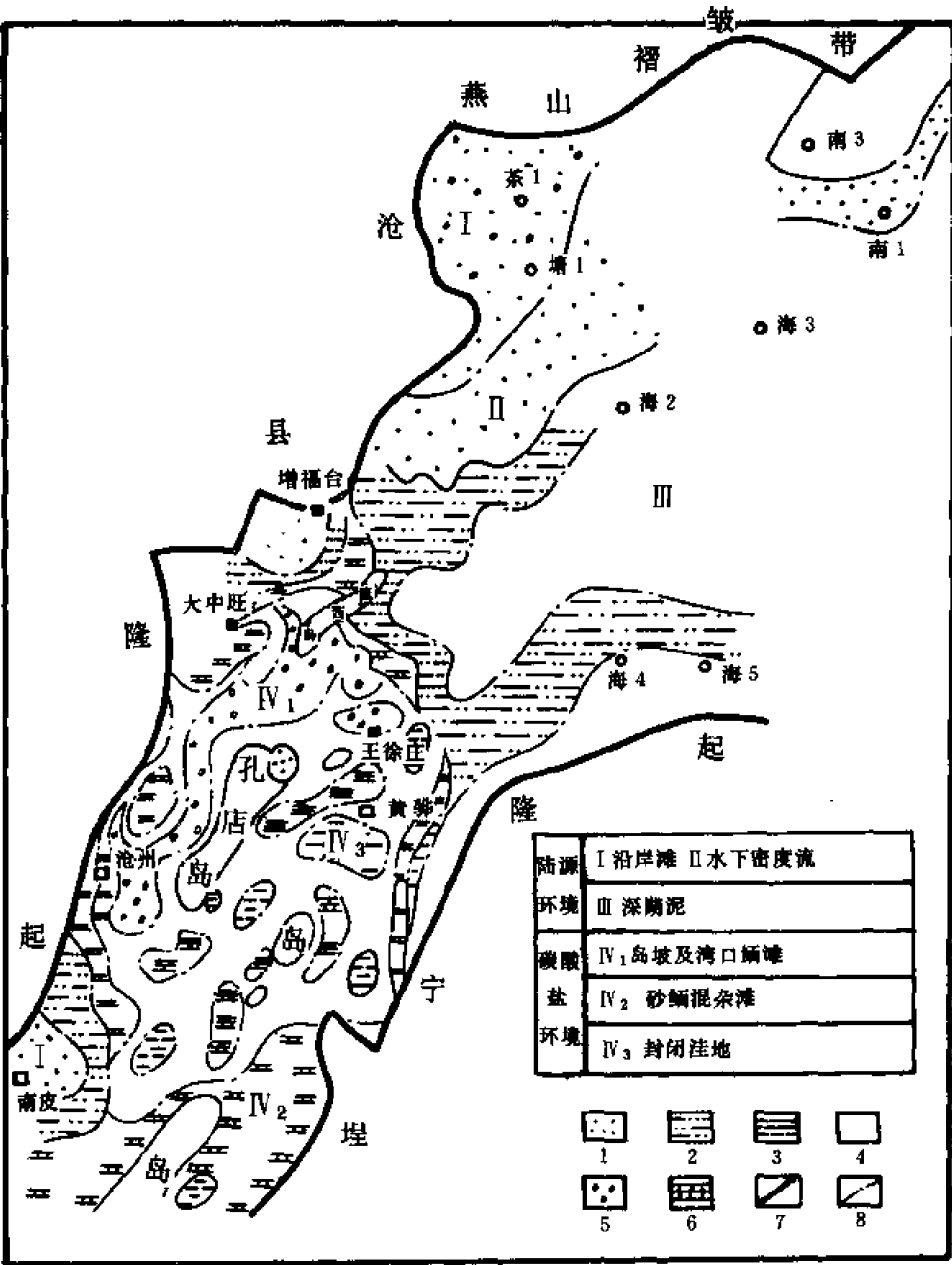 燕山褶皱带
南3
茶1
沧
Ⅰ
塘1
南1
海3
Ⅱ
海2
县
增福台
Ⅲ
大中旺
隆
海4
海5
Ⅳ1
王徐庄
起
孔
店
黄骅
隆
Ⅳ3
沧州
岛
岛
起
宁
Ⅰ
南皮
Ⅳ2
埕
岛
陆源
环境
Ⅰ沿岸滩 Ⅱ水下密度流
Ⅲ 深湖泥
碳酸
盐
环境
Ⅳ1岛坡及湾口鲕滩
Ⅳ2 砂鲕混杂滩
Ⅳ3 封闭洼地
1 2 3 4
5 6 7 8